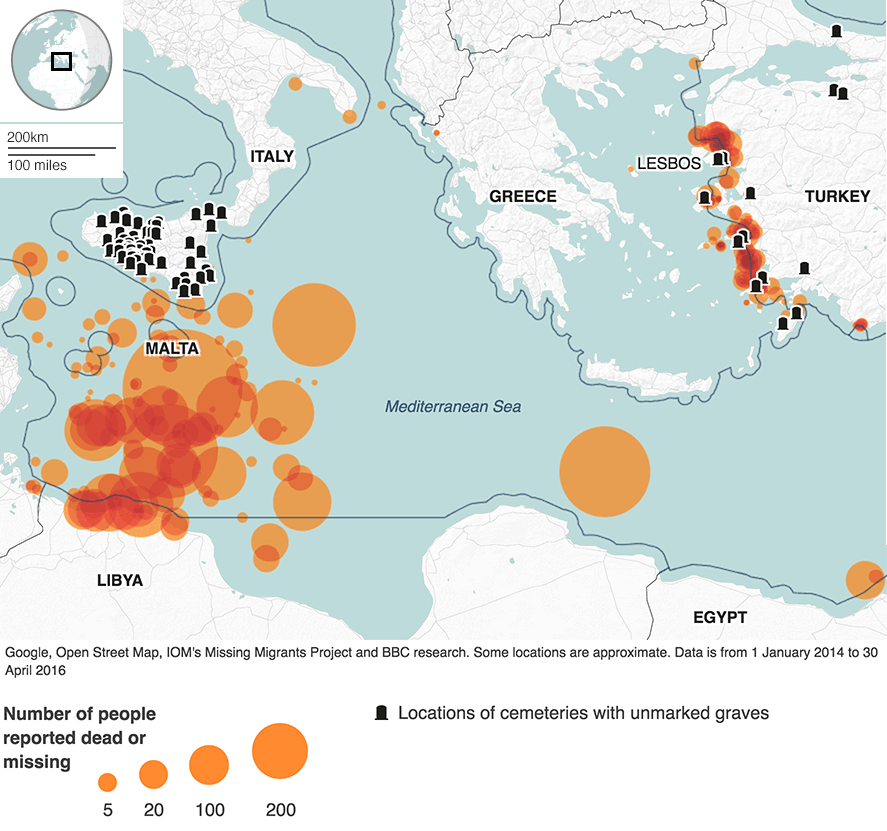 200km
100 miles
ITALY
LESBOS
GREECE
TURKEY
MALTA
Mediterranean Sea
LIBYA
EGYPT
Google, Open Street Map, IOM's Missing Migrants Project and BBC research. Some locations are approximate. Data is from 1 January 2014 to 30
April 2016
Number of people
reported dead or
missing
5 20 100 200
Locations of cemeteries with unmarked graves